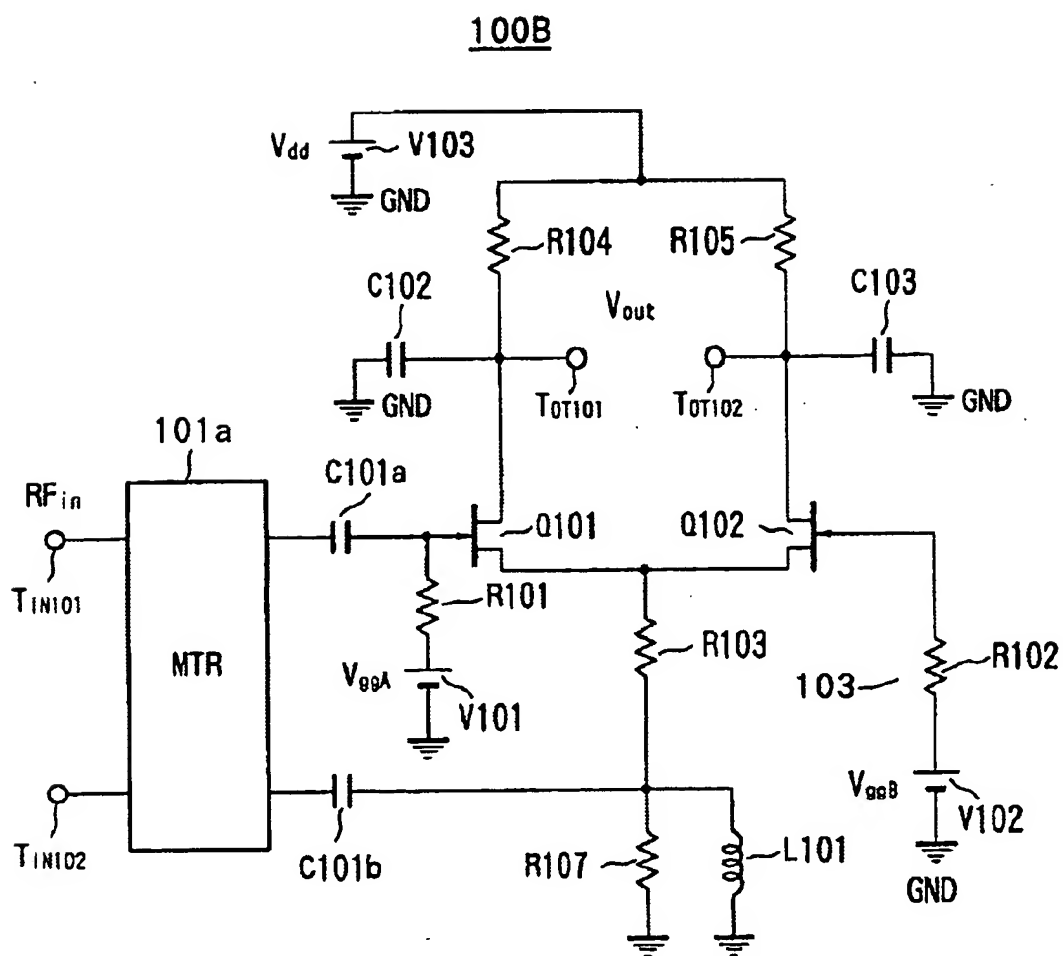 100B
Vdd
V103
GND
R104
R105
C102
C103
Vout
GND
TOT101
TOT102
GND
101a
C101a
RFin
Q101
Q102
TIN101
R101
MTR
R103
R102
VggA
103
V101
VggB
V102
TIN102
C101b
R107
L101
GND